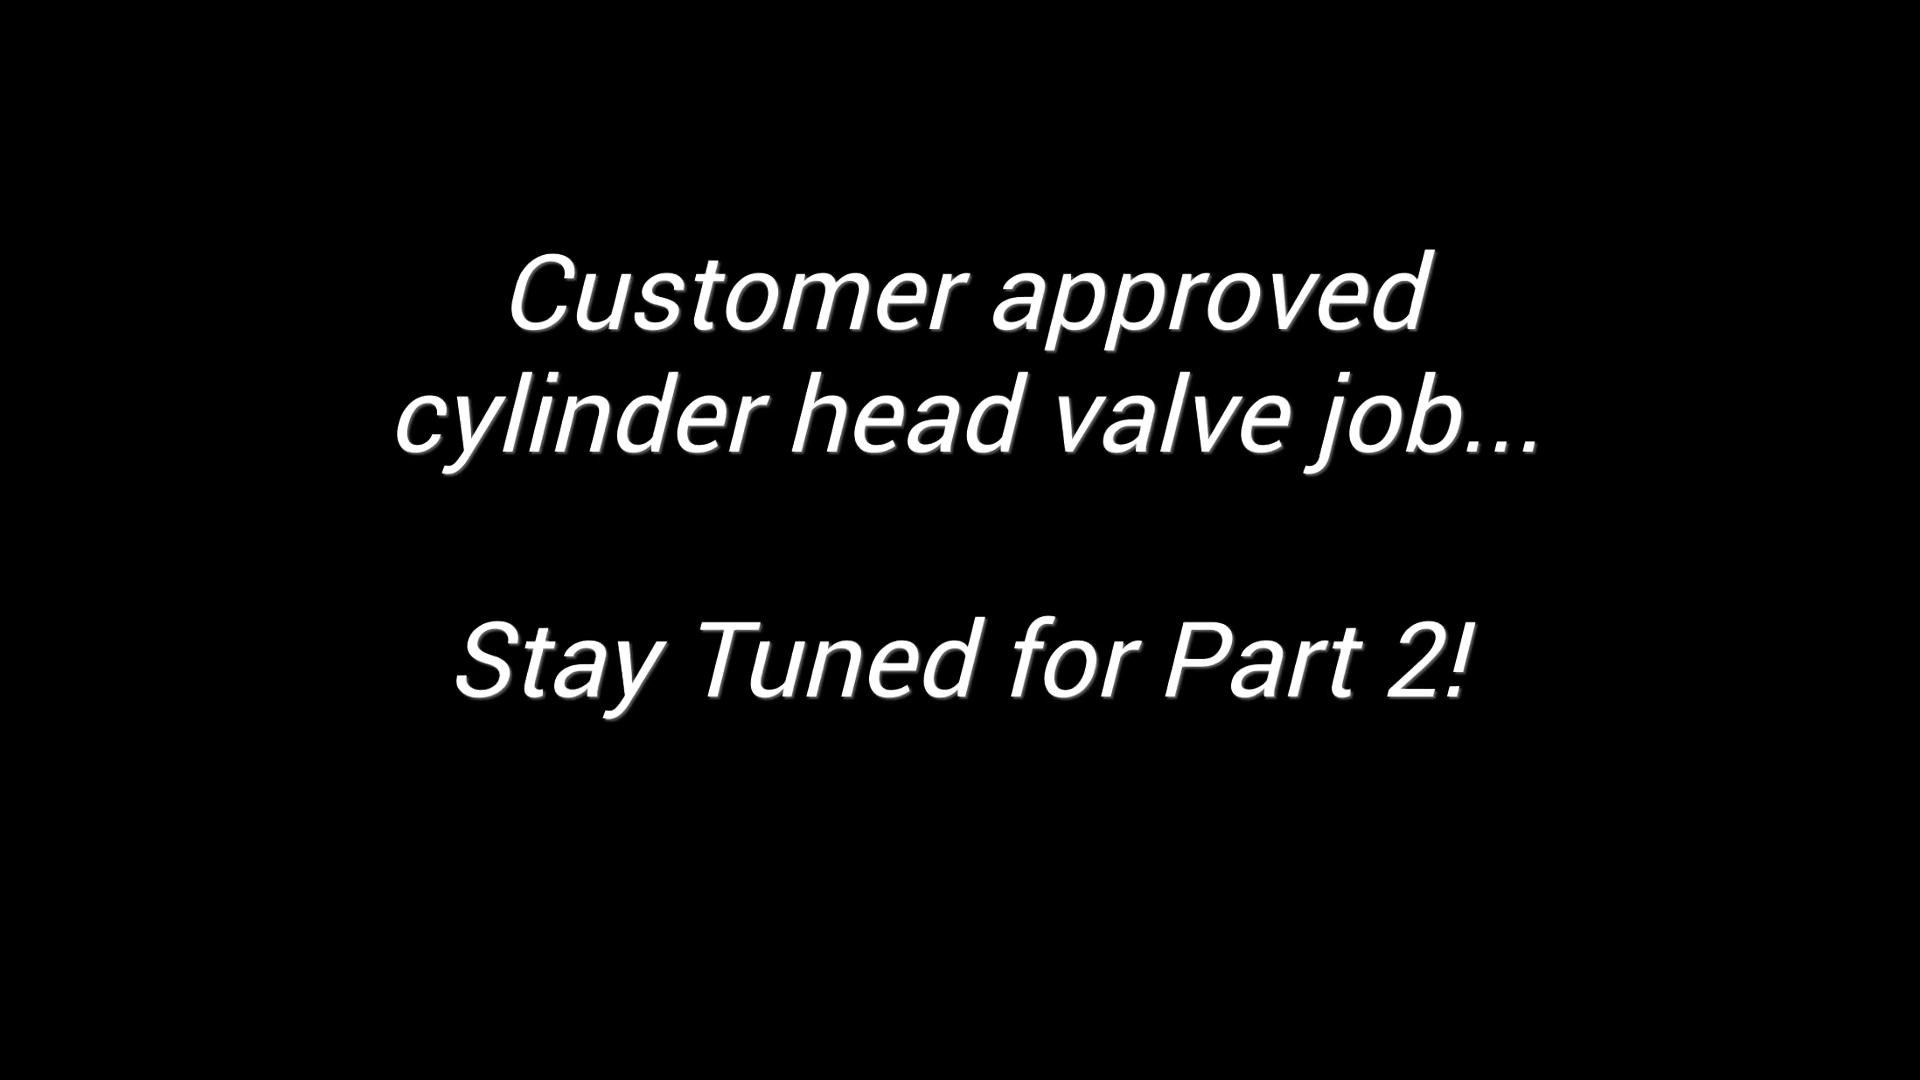 Customer approved
cylinder head valve job...
Stay Tuned for Part 2!